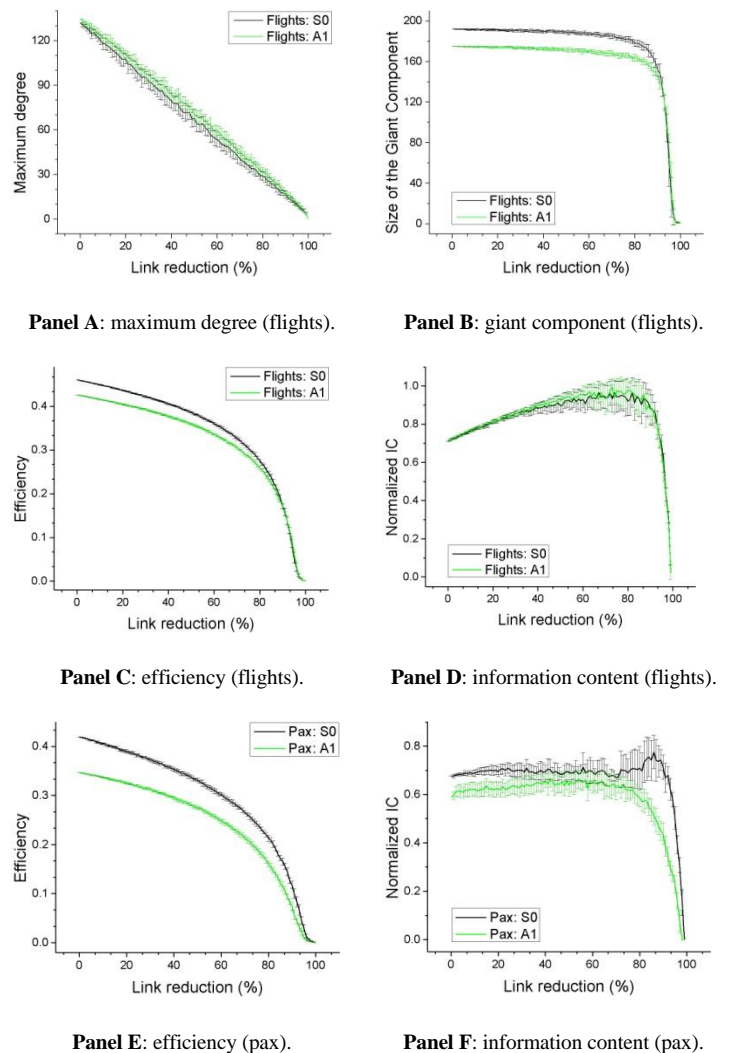 Flights: S0
Flights: A1
Maximum degree
130
100
60
30
0
0 20 40 60 80 100
Link reduction (%)
Flights: S0
Flights: A1
Size of the Giant Component
200
160
120
80
40
0
0 20 40 60 80 100
Link reduction (%)
Panel A: maximum degree (flights).
Panel B: giant component (flights).
Flights: S0
Flights: A1
Efficiency
0.4
0.3
0.2
0.1
0.0
0 20 40 60 80 100
Link reduction (%)
Flights: S0
Flights: A1
Normalized IC
1.0
0.8
0.6
0.4
0.2
0.0
0 20 40 60 80 100
Link reduction (%)
Panel C: efficiency (flights).
Panel D: information content (flights).
Pax: S0
Pax: A1
Efficiency
0.4
0.3
0.2
0.1
0.0
0 20 40 60 80 100
Link reduction (%)
Pax: S0
Pax: A1
Normalized IC
0.8
0.6
0.4
0.2
0.0
0 20 40 60 80 100
Link reduction (%)
Panel E: efficiency (pax).
Panel F: information content (pax).